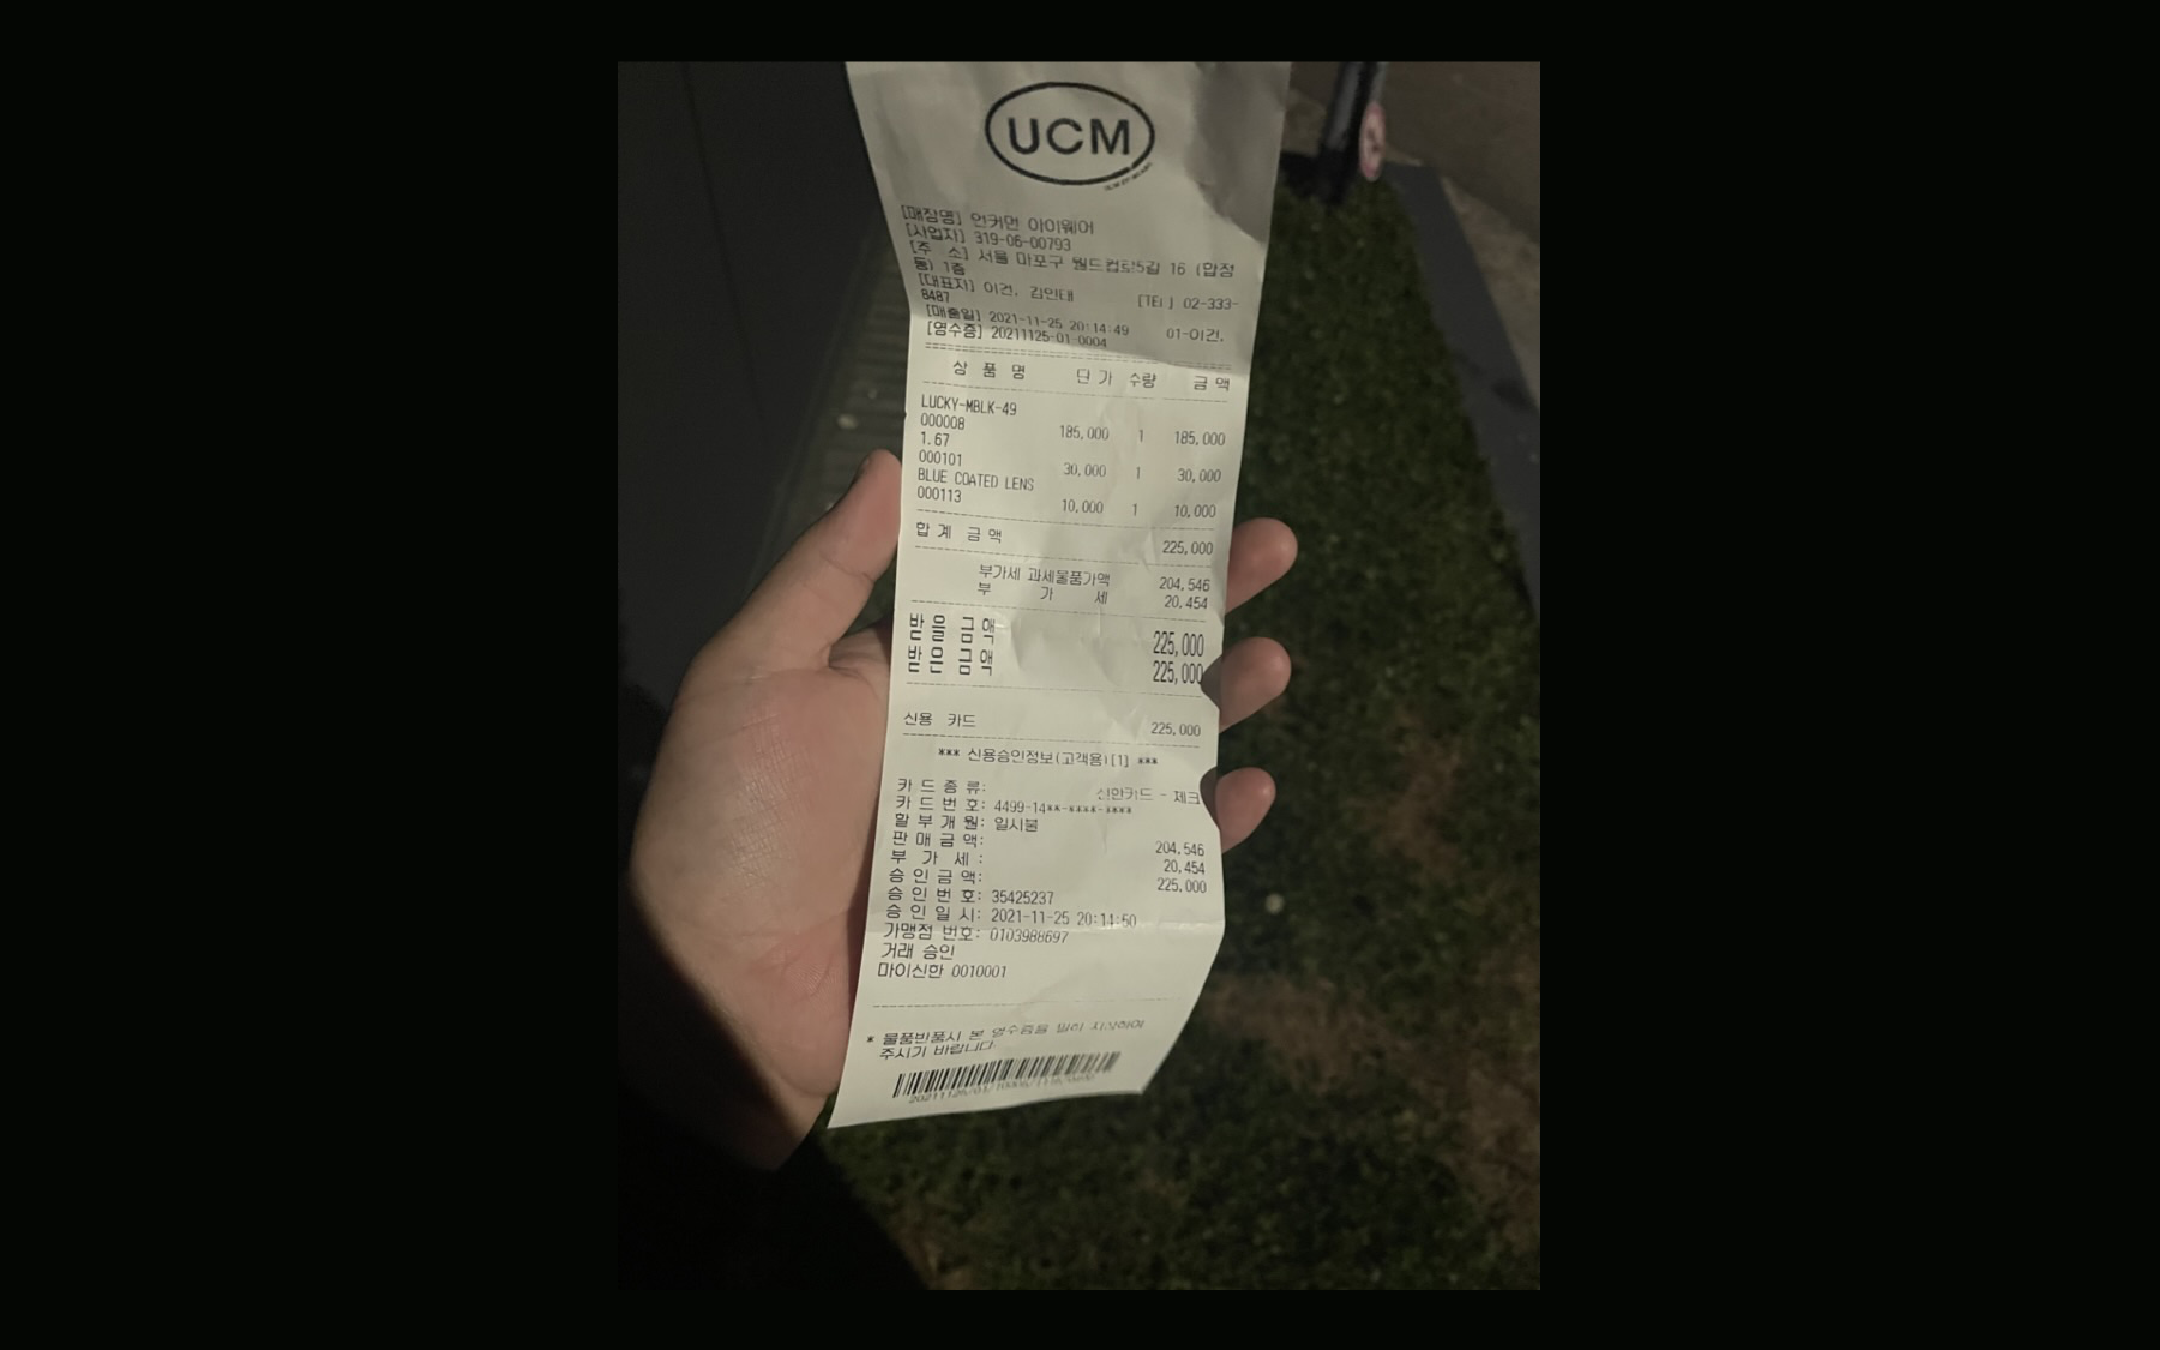 UCM
[매장명] 언커먼 아이웨어
[사업자] 319-06-00793
[주 소] 서울 마포구 월드컵로5길 16 (합정
동) 1층
[대표자] 이건, 김민태 [TEL] 02-333-
8487
[매출일] 2021-11-25 20:14:49 01-이건,
[영수증] 20211125-01-0004
상 품 명 단 가 수량 금 액
LUCKY-MBLK-49
000008 185,000 1 185,000
1.67
000101 30,000 1 30,000
BLUE COATED LENS
000113 10,000 1 10,000
합 계 금 액 225,000
부가세 과세물품가액 204,546
부 가 세 20,454
받 을 금 액 225,000
받 은 금 액 225,000
신용 카드 225,000
*** 신용승인정보(고객용)[1] ***
카 드 종 류: 신한카드 - 체크
카 드 번 호: 4499-14**-****-****
할 부 개 월: 일시불
판 매 금 액: 204,546
부 가 세 : 20,454
승 인 금 액: 225,000
승 인 번 호: 35425237
승 인 일 시: 2021-11-25 20:14:50
가맹점 번호: 0103988697
거래 승인
마이신한 0010001
* 물품반품시 본 영수증을 같이 지참하여
주시기 바랍니다.